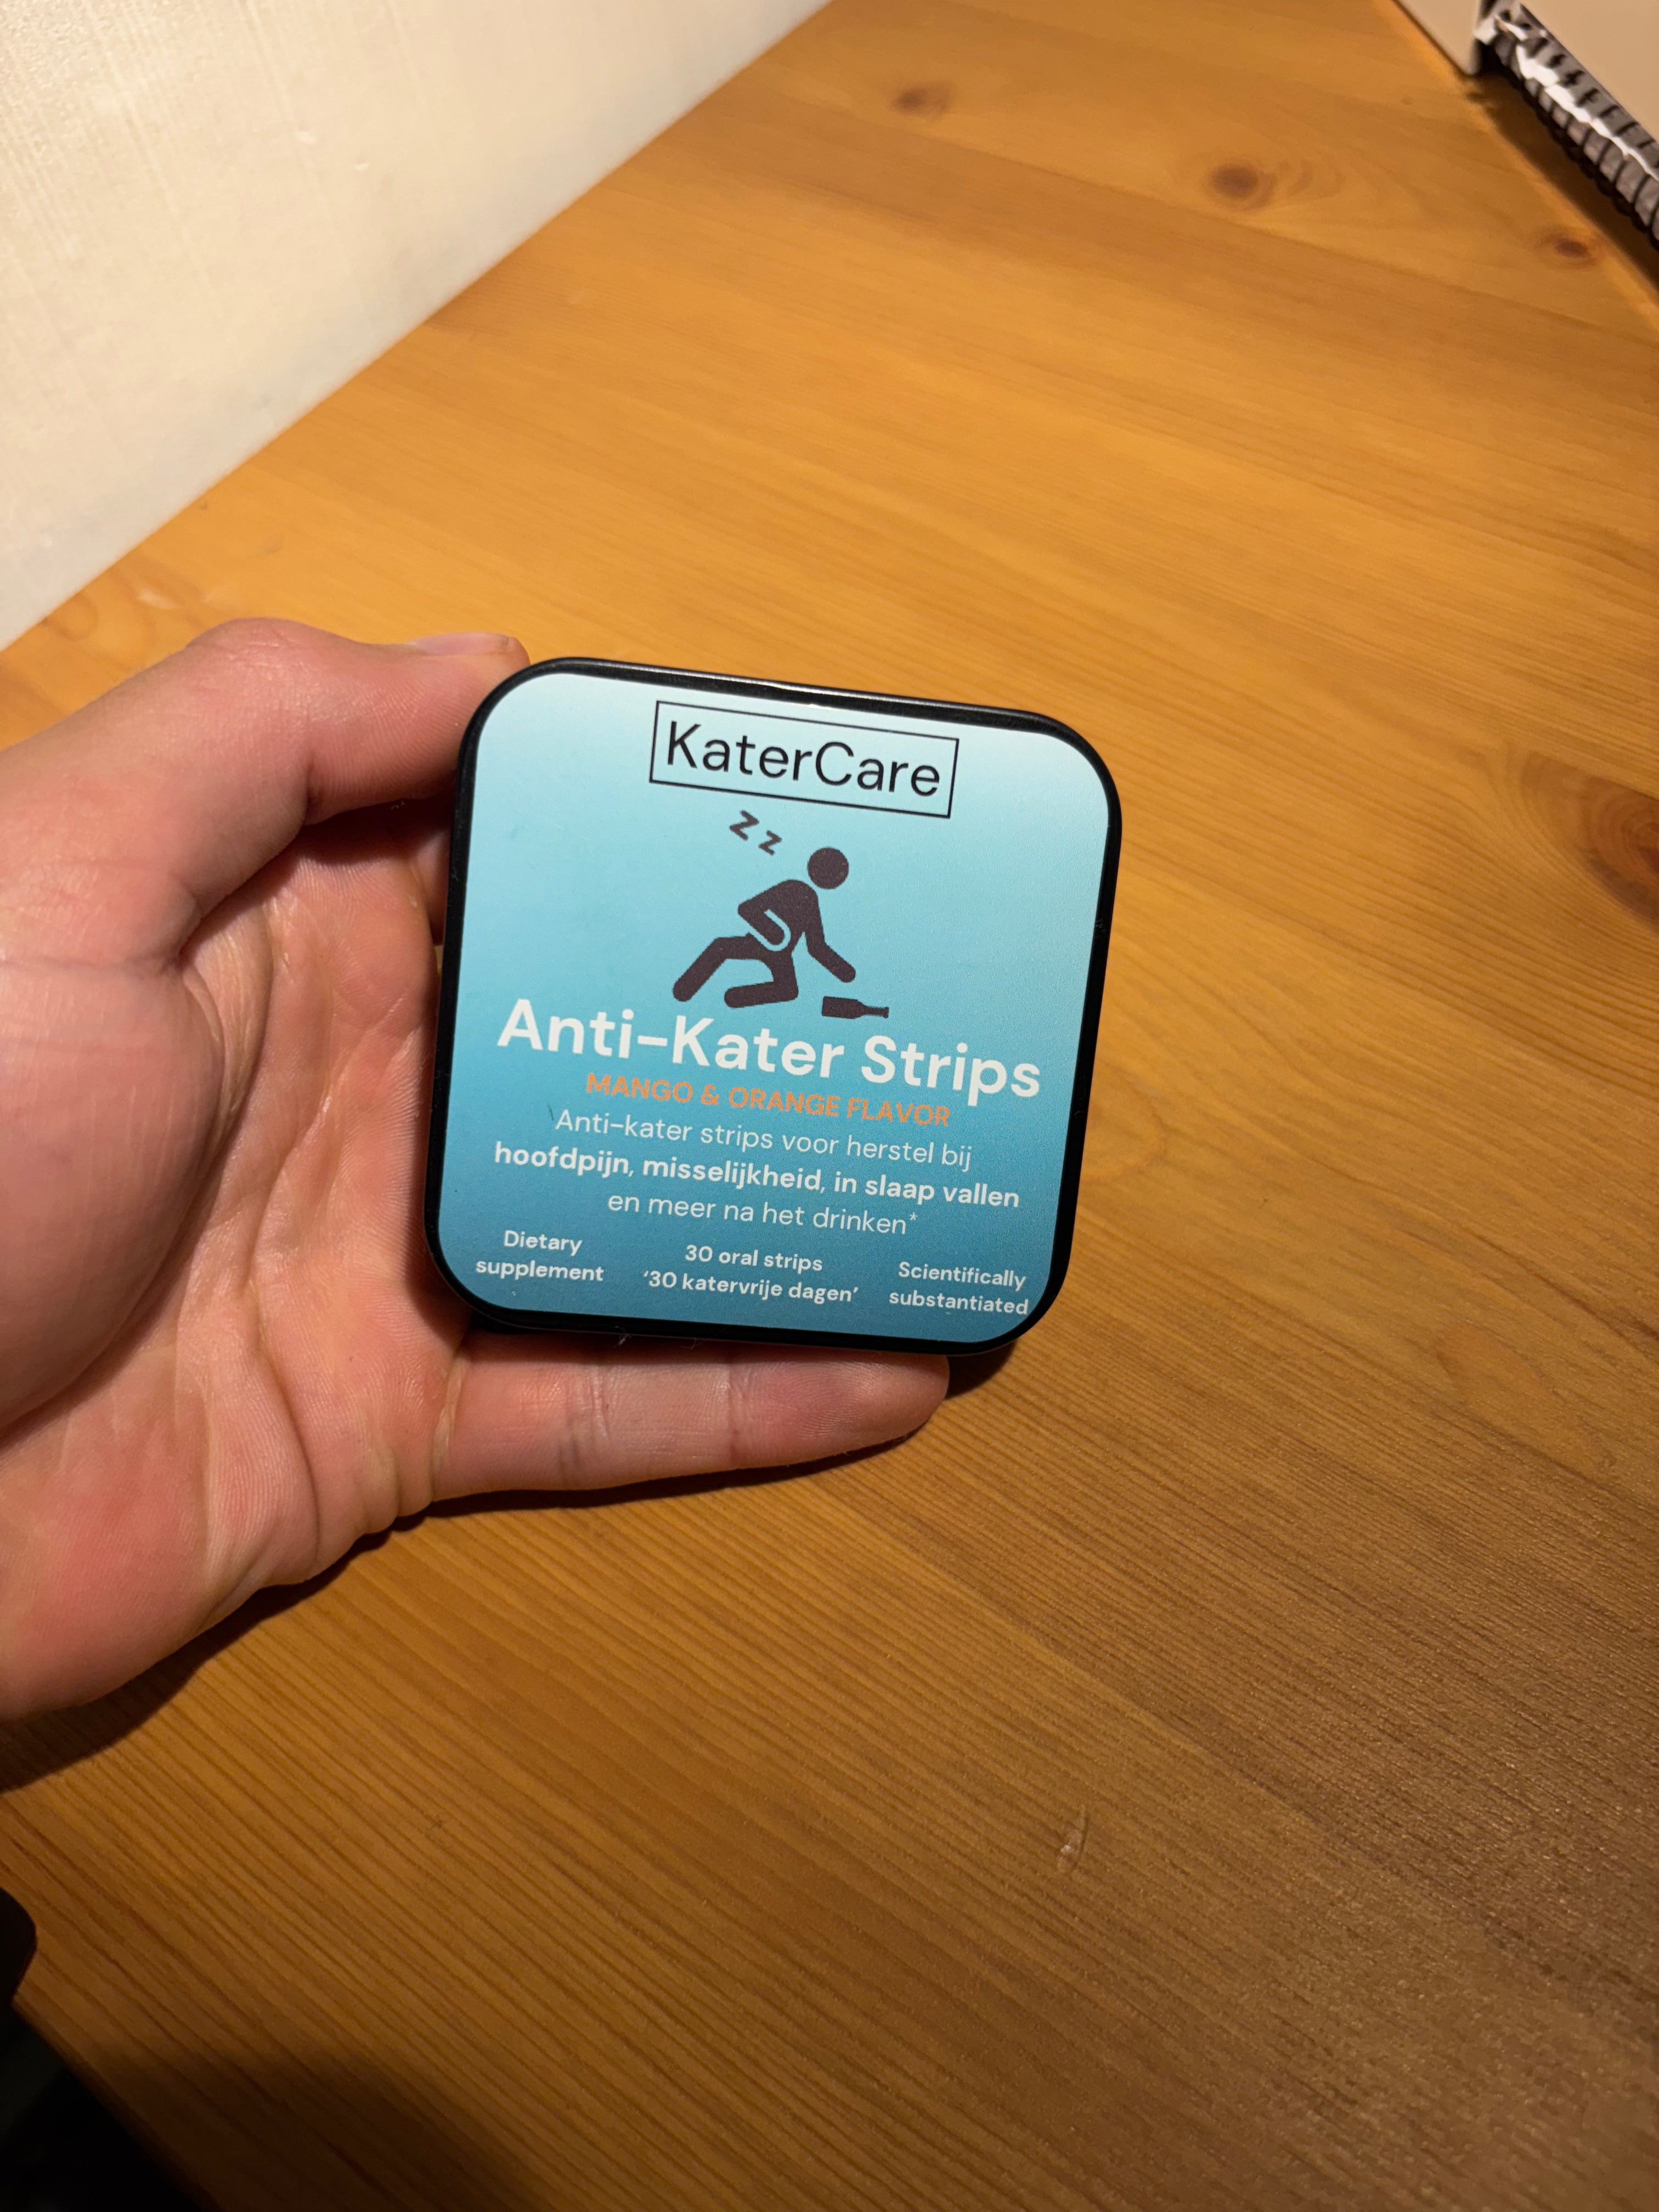 KaterCare
z z
Anti-Kater Strips
MANGO & ORANGE FLAVOR
Anti-kater strips voor herstel bij
hoofdpijn, misselijkheid, in slaap vallen
en meer na het drinken*
Dietary
supplement
30 oral strips
‘30 katervrije dagen’
Scientifically
substantiated